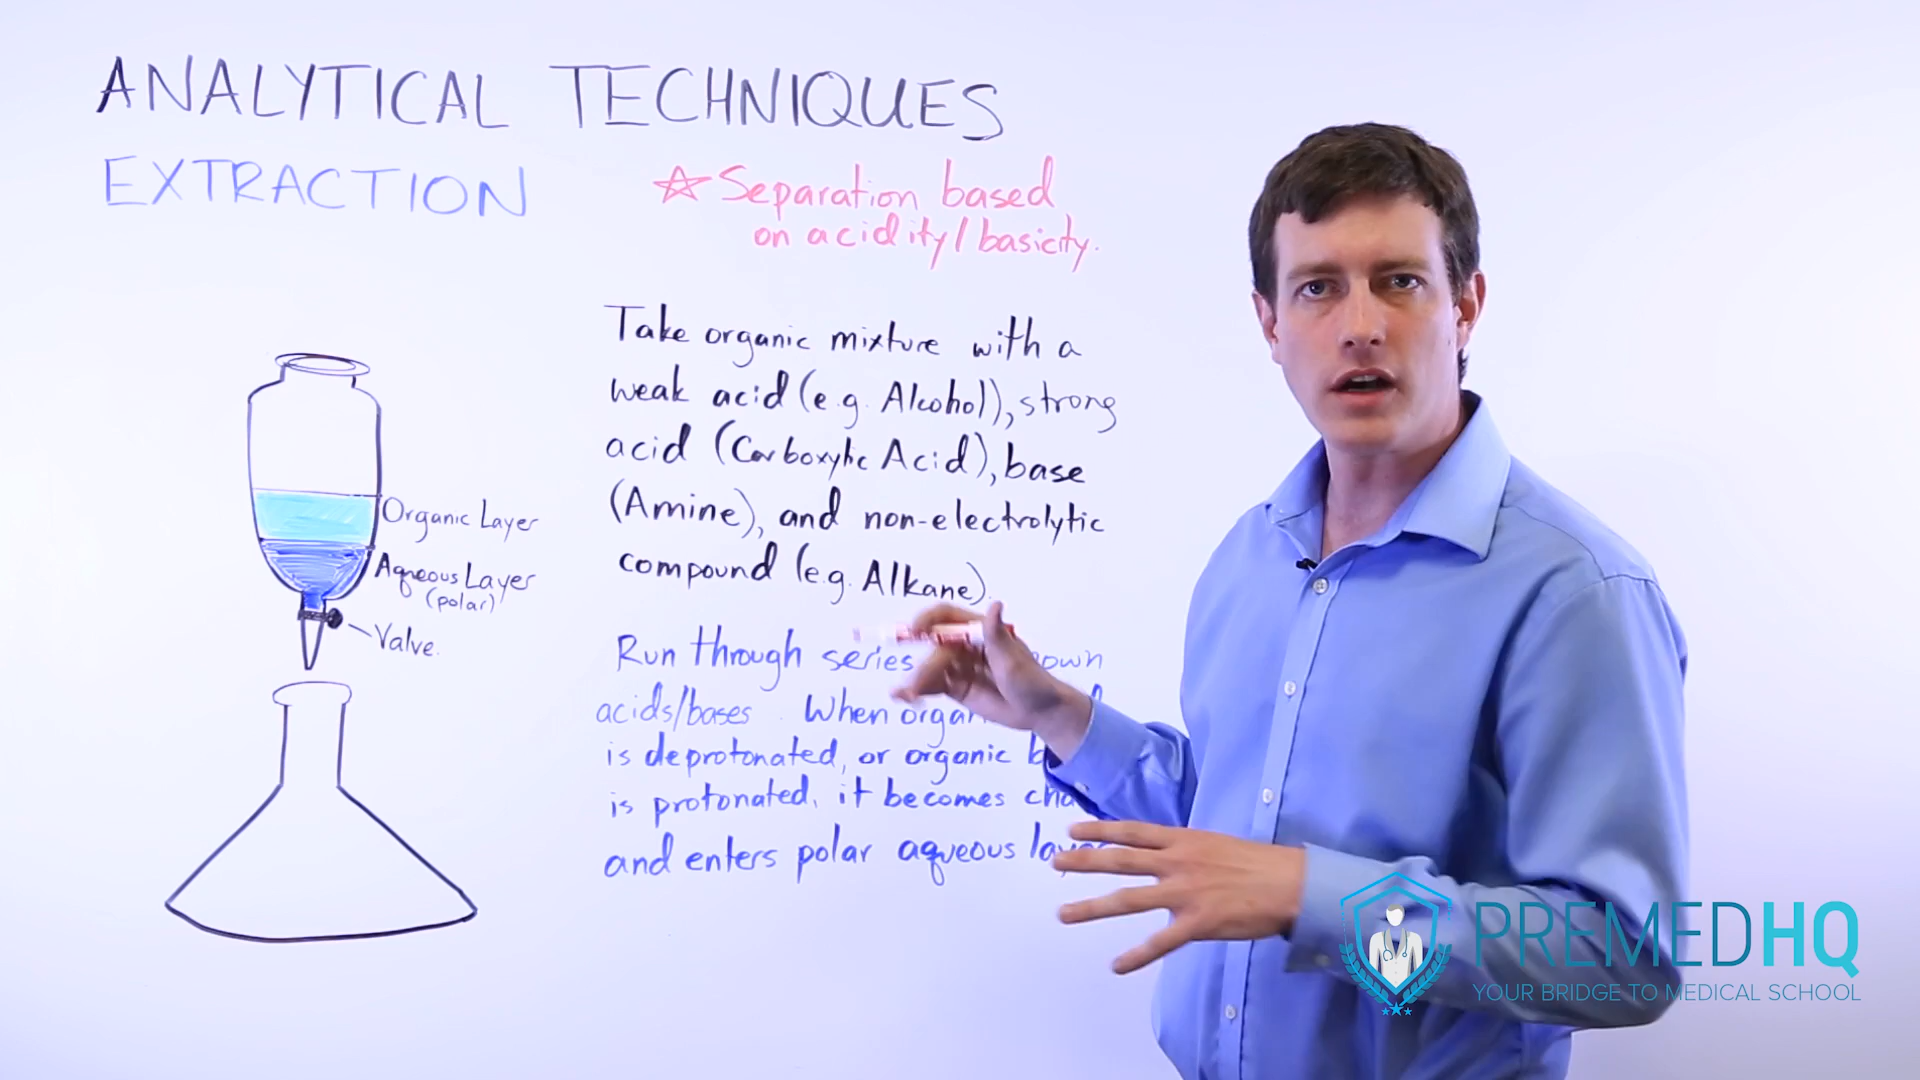 ANALYTICAL TECHNIQUES
EXTRACTION
☆ Separation based
on acidity/basicity.
Take organic mixture with a
weak acid (e.g. Alcohol), strong
acid (Carboxylic Acid), base
(Amine), and non-electrolytic
compound (e.g. Alkane).
Organic Layer
Aqueous Layer
(polar)
Valve.
Run through series
acids/bases. When
is deprotonated, or organic
is protonated, it becomes
and enters polar aqueous
PREMEDHQ
YOUR BRIDGE TO MEDICAL SCHOOL